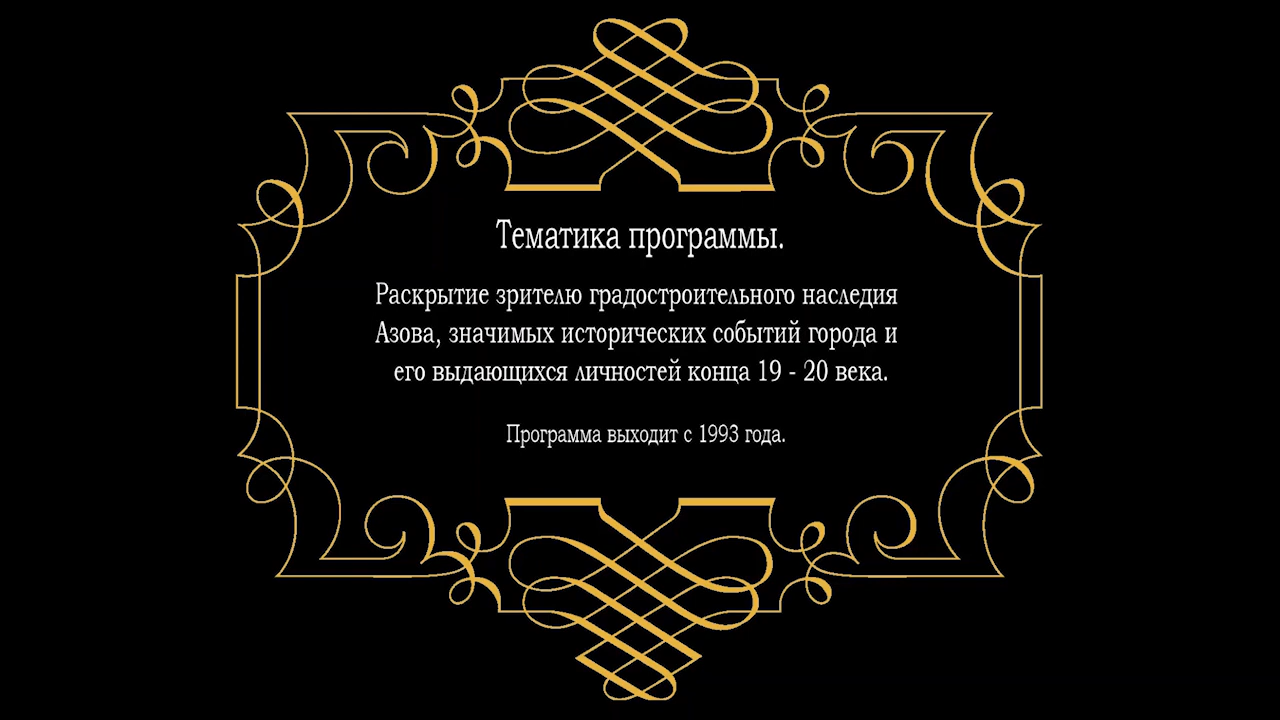 Тематика программы.
Раскрытие зрителю градостроительного наследия
Азова, значимых исторических событий города и
его выдающихся личностей конца 19 - 20 века.
Программа выходит с 1993 года.